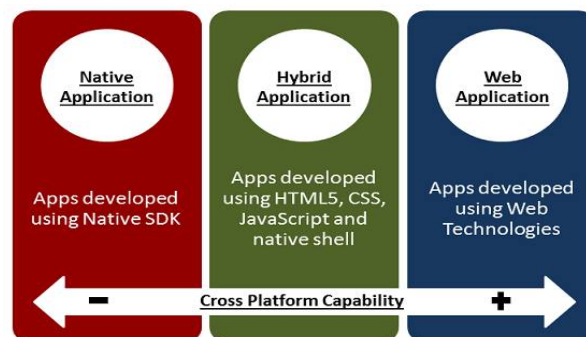 Native
Application
Apps developed
using Native SDK
Hybrid
Application
Apps developed
using HTML5, CSS,
JavaScript and
native shell
Web
Application
Apps developed
using Web
Technologies
− Cross Platform Capability +